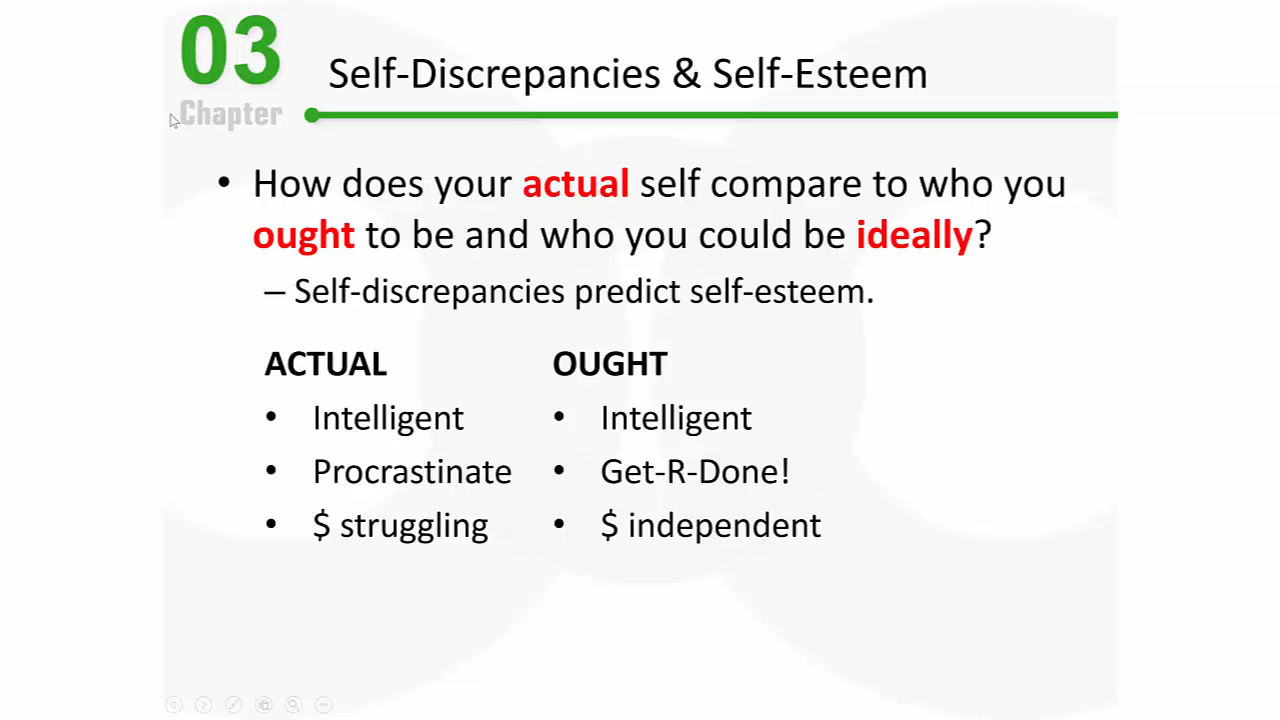 03
Chapter
Self-Discrepancies & Self-Esteem
• How does your actual self compare to who you
ought to be and who you could be ideally?
– Self-discrepancies predict self-esteem.
ACTUAL
• Intelligent
• Procrastinate
• $ struggling
OUGHT
• Intelligent
• Get-R-Done!
• $ independent